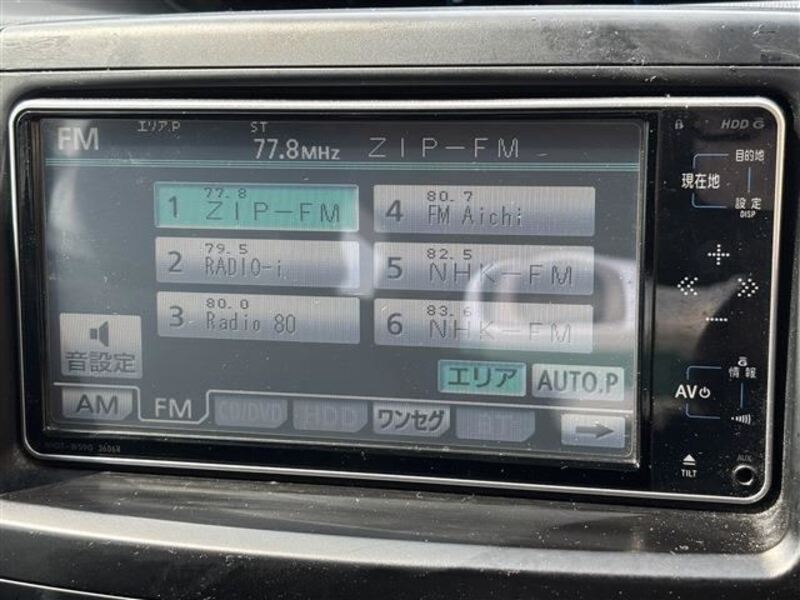 FM
エリア.P
ST
77.8MHz
ZIP-FM
1 77.8 ZIP-FM
2 79.5 RADIO-i
3 80.0 Radio 80
4 80.7 FM Aichi
5 82.5 NHK-FM
6 83.6 NHK-FM
音設定
エリア
AUTO.P
AM
FM
CD/DVD
HDD
ワンセグ
BT
HDD
目的地
現在地
設定
DISP
情報
AV
TILT
AUX